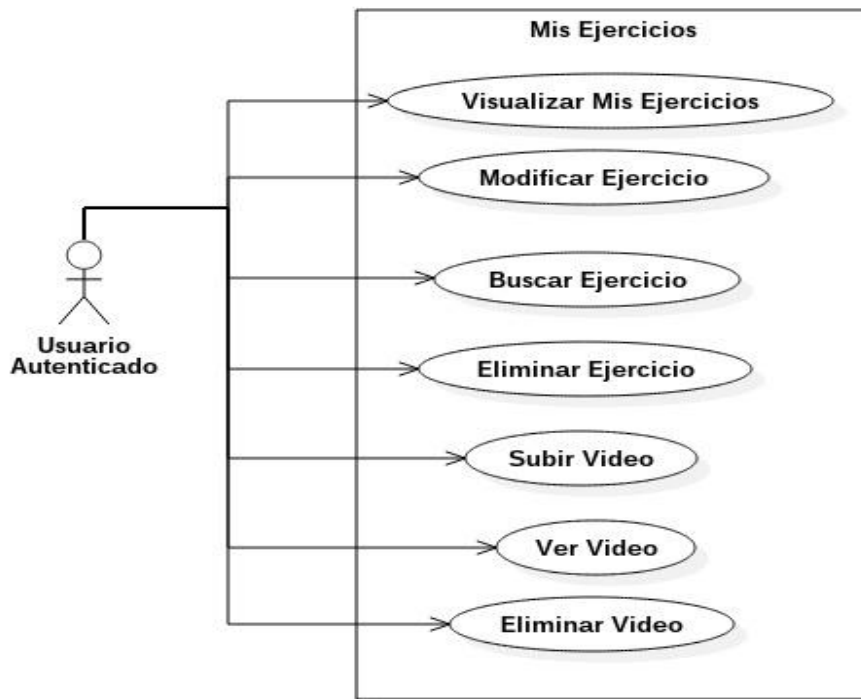 Mis Ejercicios
Visualizar Mis Ejercicios
Modificar Ejercicio
Buscar Ejercicio
Usuario
Autenticado
Eliminar Ejercicio
Subir Video
Ver Video
Eliminar Video